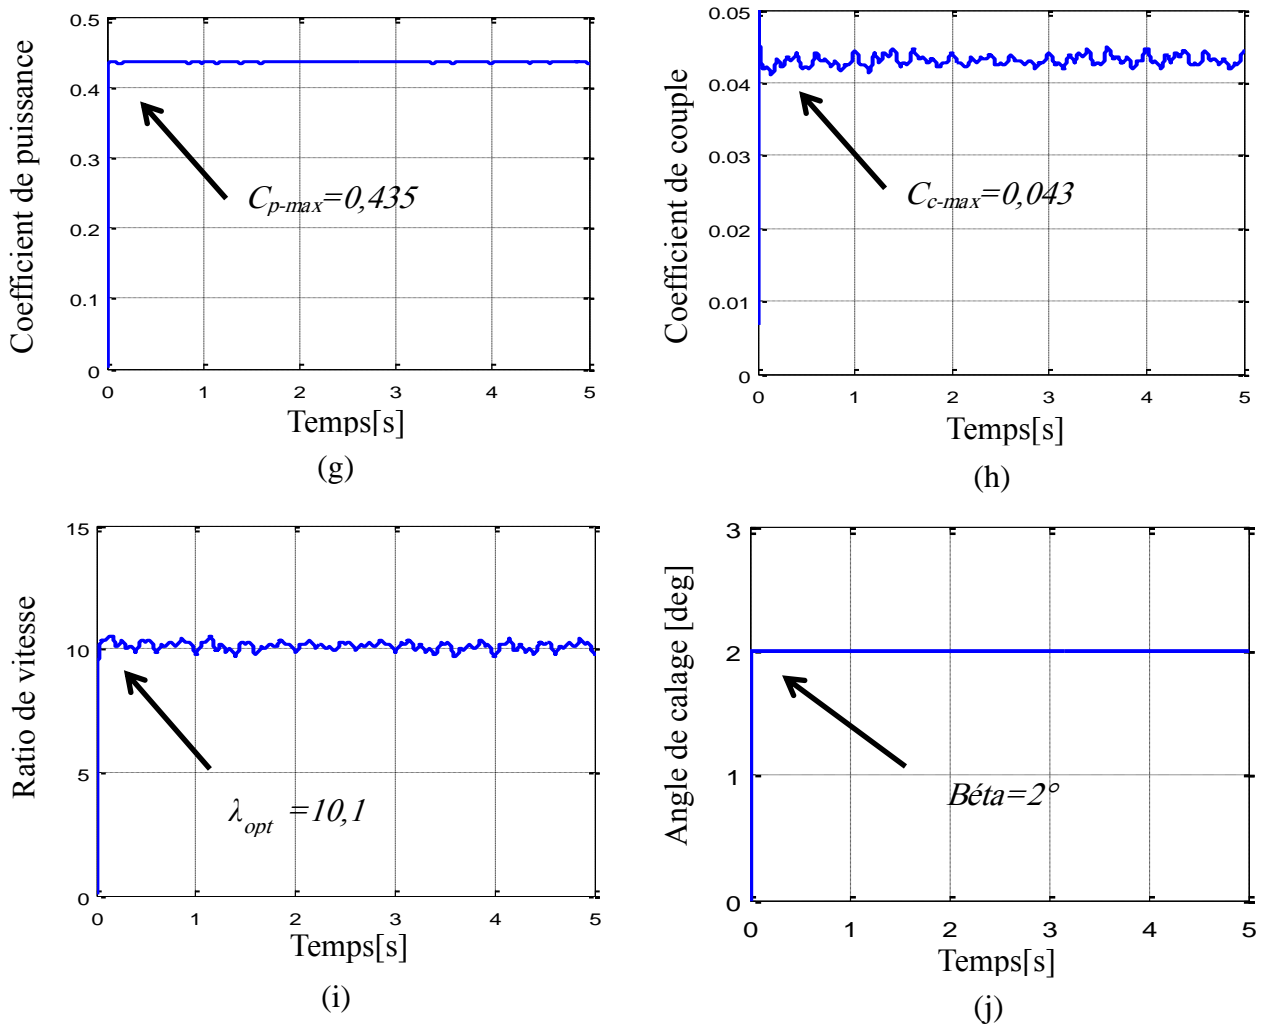 0.5
0.4
0.3
0.2
0.1
0
0 1 2 3 4 5
Coefficient de puissance
C_{p-max}=0,435
Temps[s]
(g)
0.05
0.04
0.03
0.02
0.01
0
0 1 2 3 4 5
Coefficient de couple
C_{c-max}=0,043
Temps[s]
(h)
15
10
5
0
0 1 2 3 4 5
Ratio de vitesse
λ_{opt} =10,1
Temps[s]
(i)
3
2
1
0
0 1 2 3 4 5
Angle de calage [deg]
Béta=2°
Temps[s]
(j)